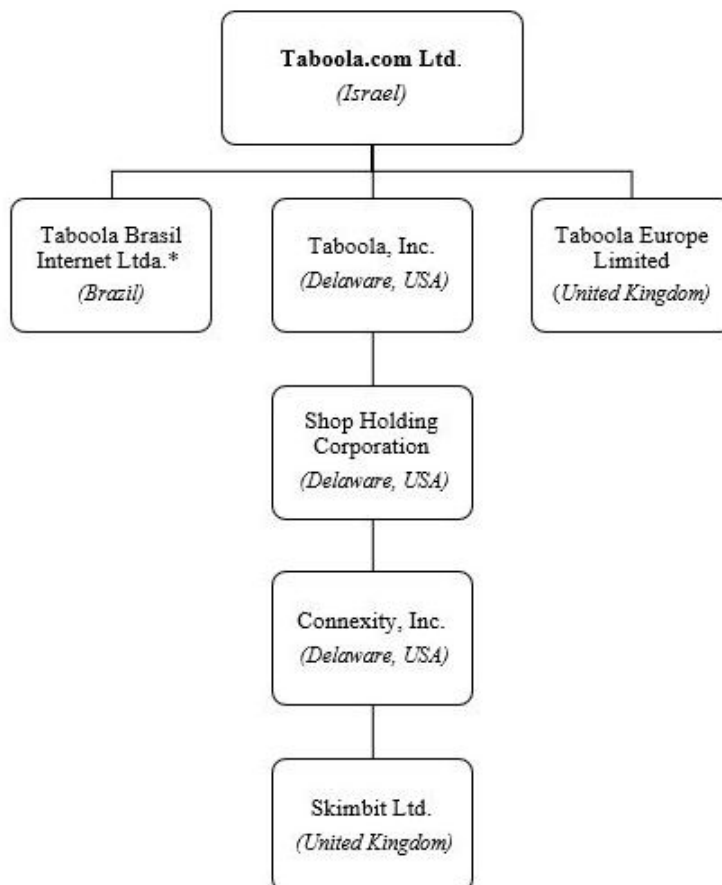 Taboola.com Ltd.
(Israel)
Taboola Brasil
Internet Ltda.*
(Brazil)
Taboola, Inc.
(Delaware, USA)
Taboola Europe
Limited
(United Kingdom)
Shop Holding
Corporation
(Delaware, USA)
Connexity, Inc.
(Delaware, USA)
Skimbit Ltd.
(United Kingdom)